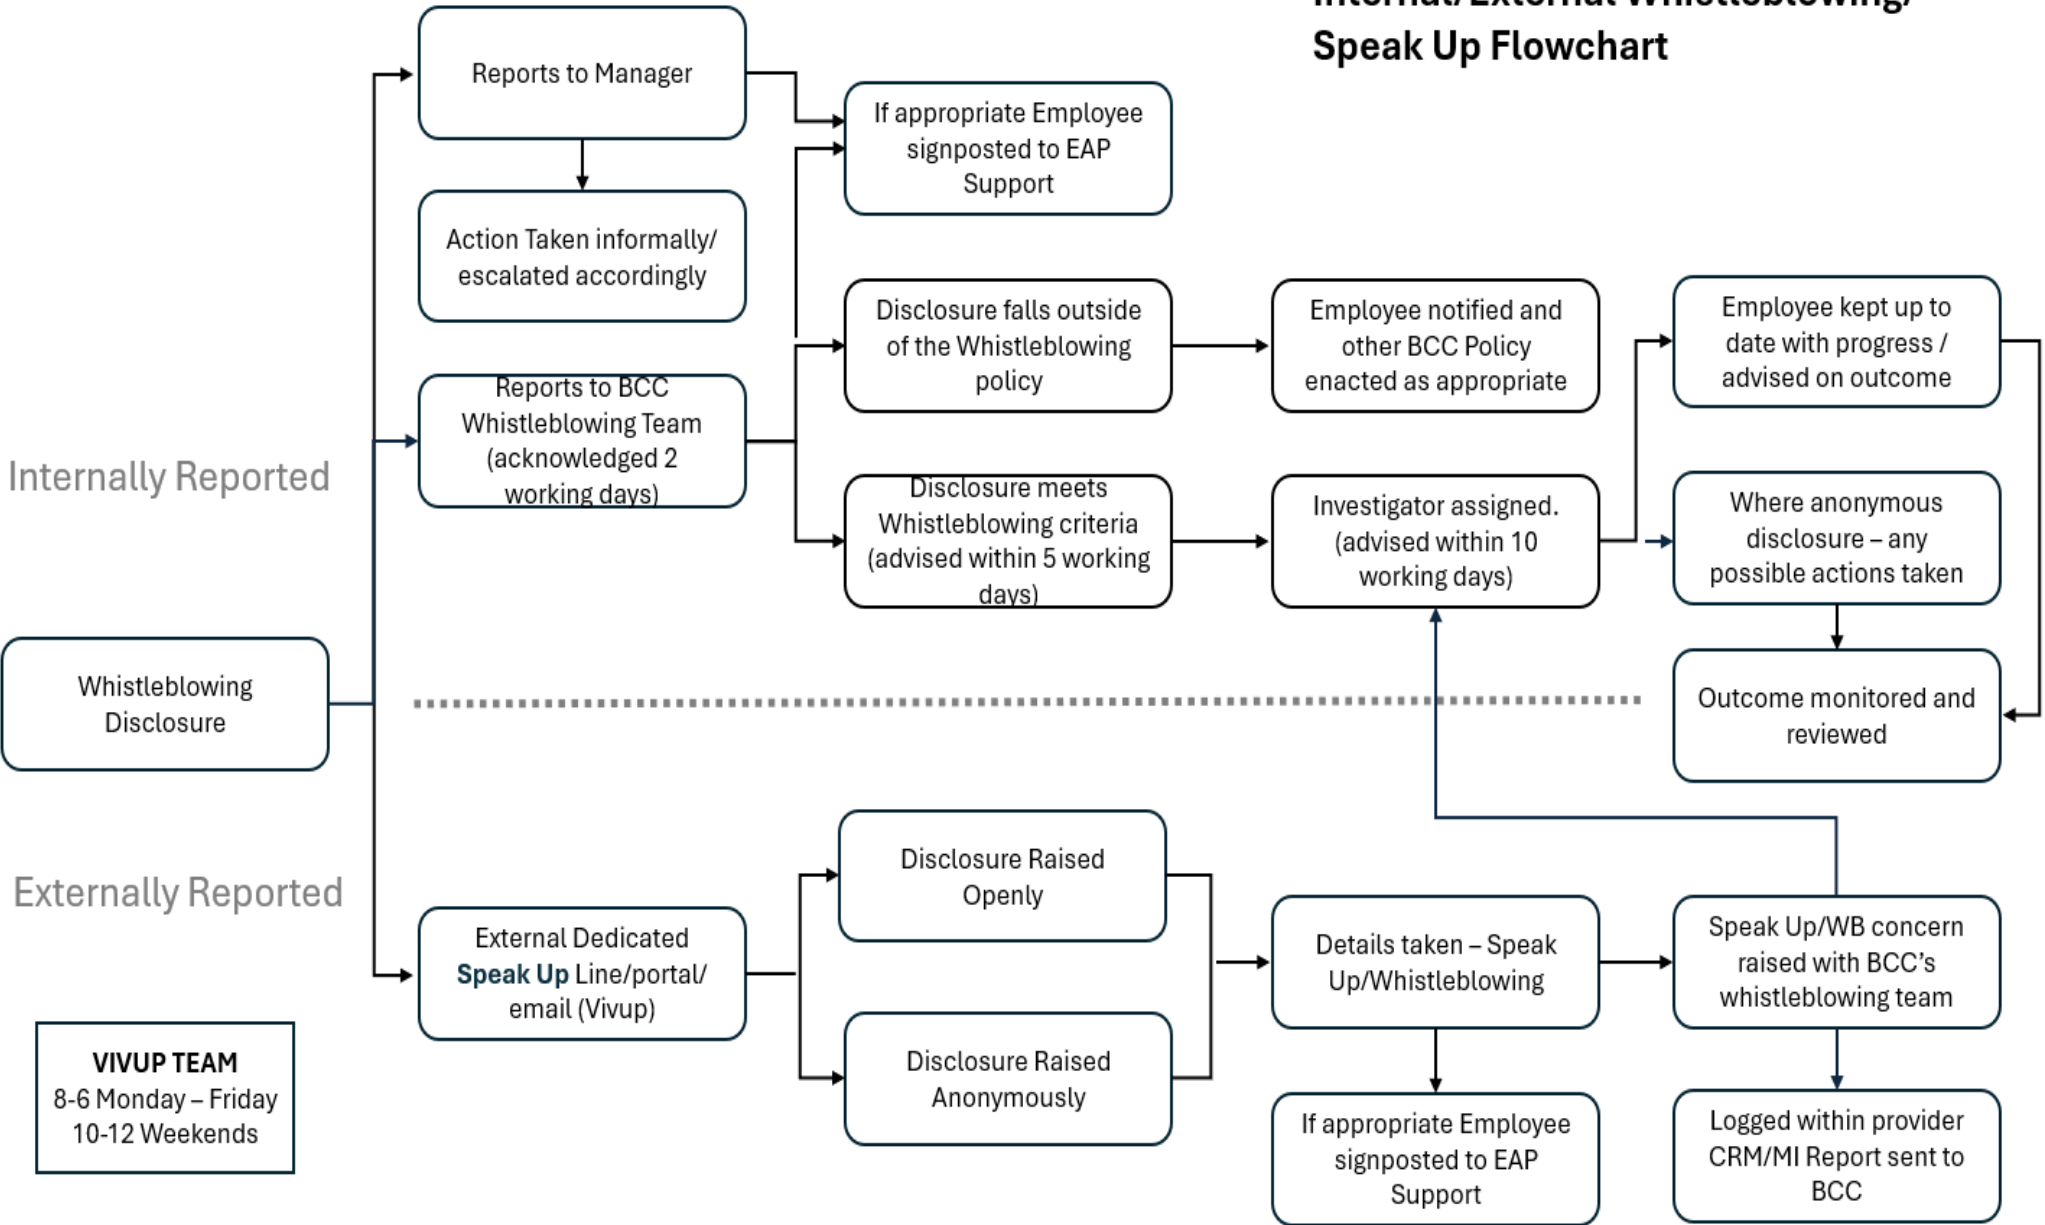 Internal/External Whistleblowing/
Speak Up Flowchart
Reports to Manager
If appropriate Employee
signposted to EAP
Support
Action Taken informally/
escalated accordingly
Disclosure falls outside
of the Whistleblowing
policy
Employee notified and
other BCC Policy
enacted as appropriate
Employee kept up to
date with progress /
advised on outcome
Reports to BCC
Whistleblowing Team
(acknowledged 2
working days)
Internally Reported
Disclosure meets
Whistleblowing criteria
(advised within 5 working
days)
Investigator assigned.
(advised within 10
working days)
Where anonymous
disclosure – any
possible actions taken
Whistleblowing
Disclosure
Outcome monitored and
reviewed
Externally Reported
Disclosure Raised
Openly
External Dedicated
Speak Up Line/portal/
email (Vivup)
Details taken – Speak
Up/Whistleblowing
Speak Up/WB concern
raised with BCC’s
whistleblowing team
VIVUP TEAM
8-6 Monday – Friday
10-12 Weekends
Disclosure Raised
Anonymously
If appropriate Employee
signposted to EAP
Support
Logged within provider
CRM/MI Report sent to
BCC